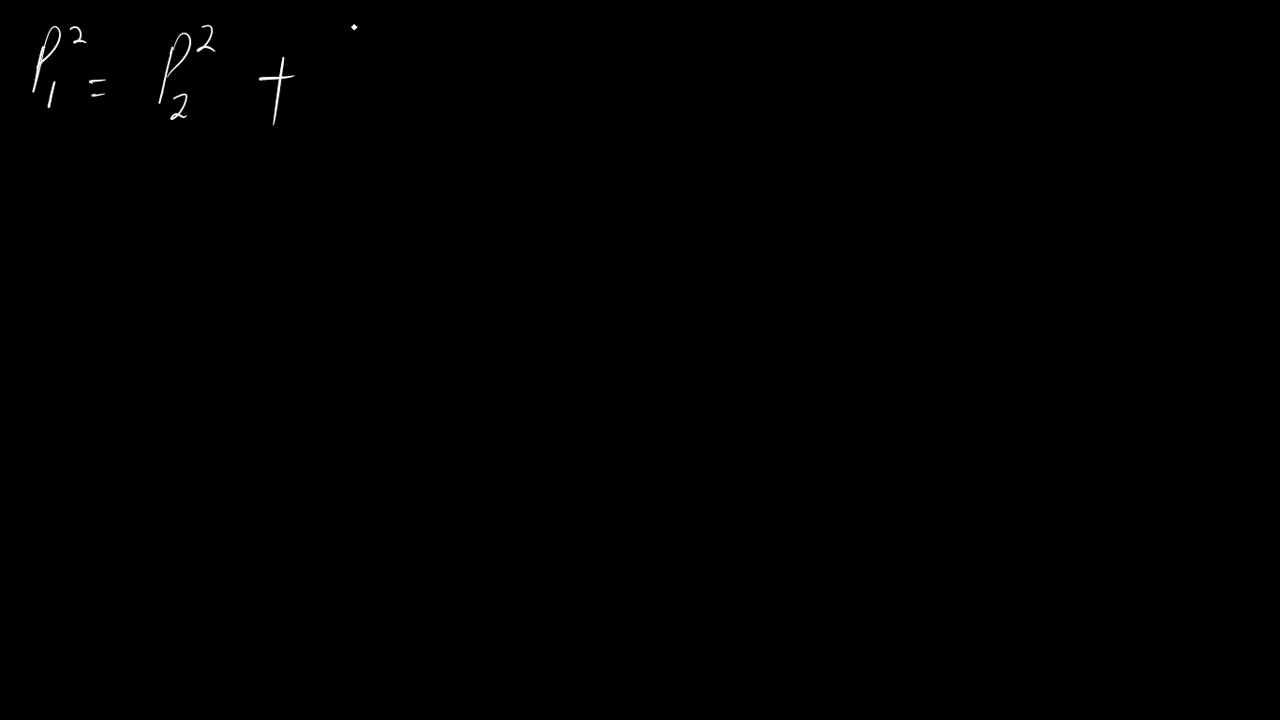 P₁² = P₂² +